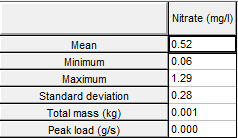 Nitrate (mg/l)
Mean 0.52
Minimum 0.06
Maximum 1.29
Standard deviation 0.28
Total mass (kg) 0.001
Peak load (g/s) 0.000